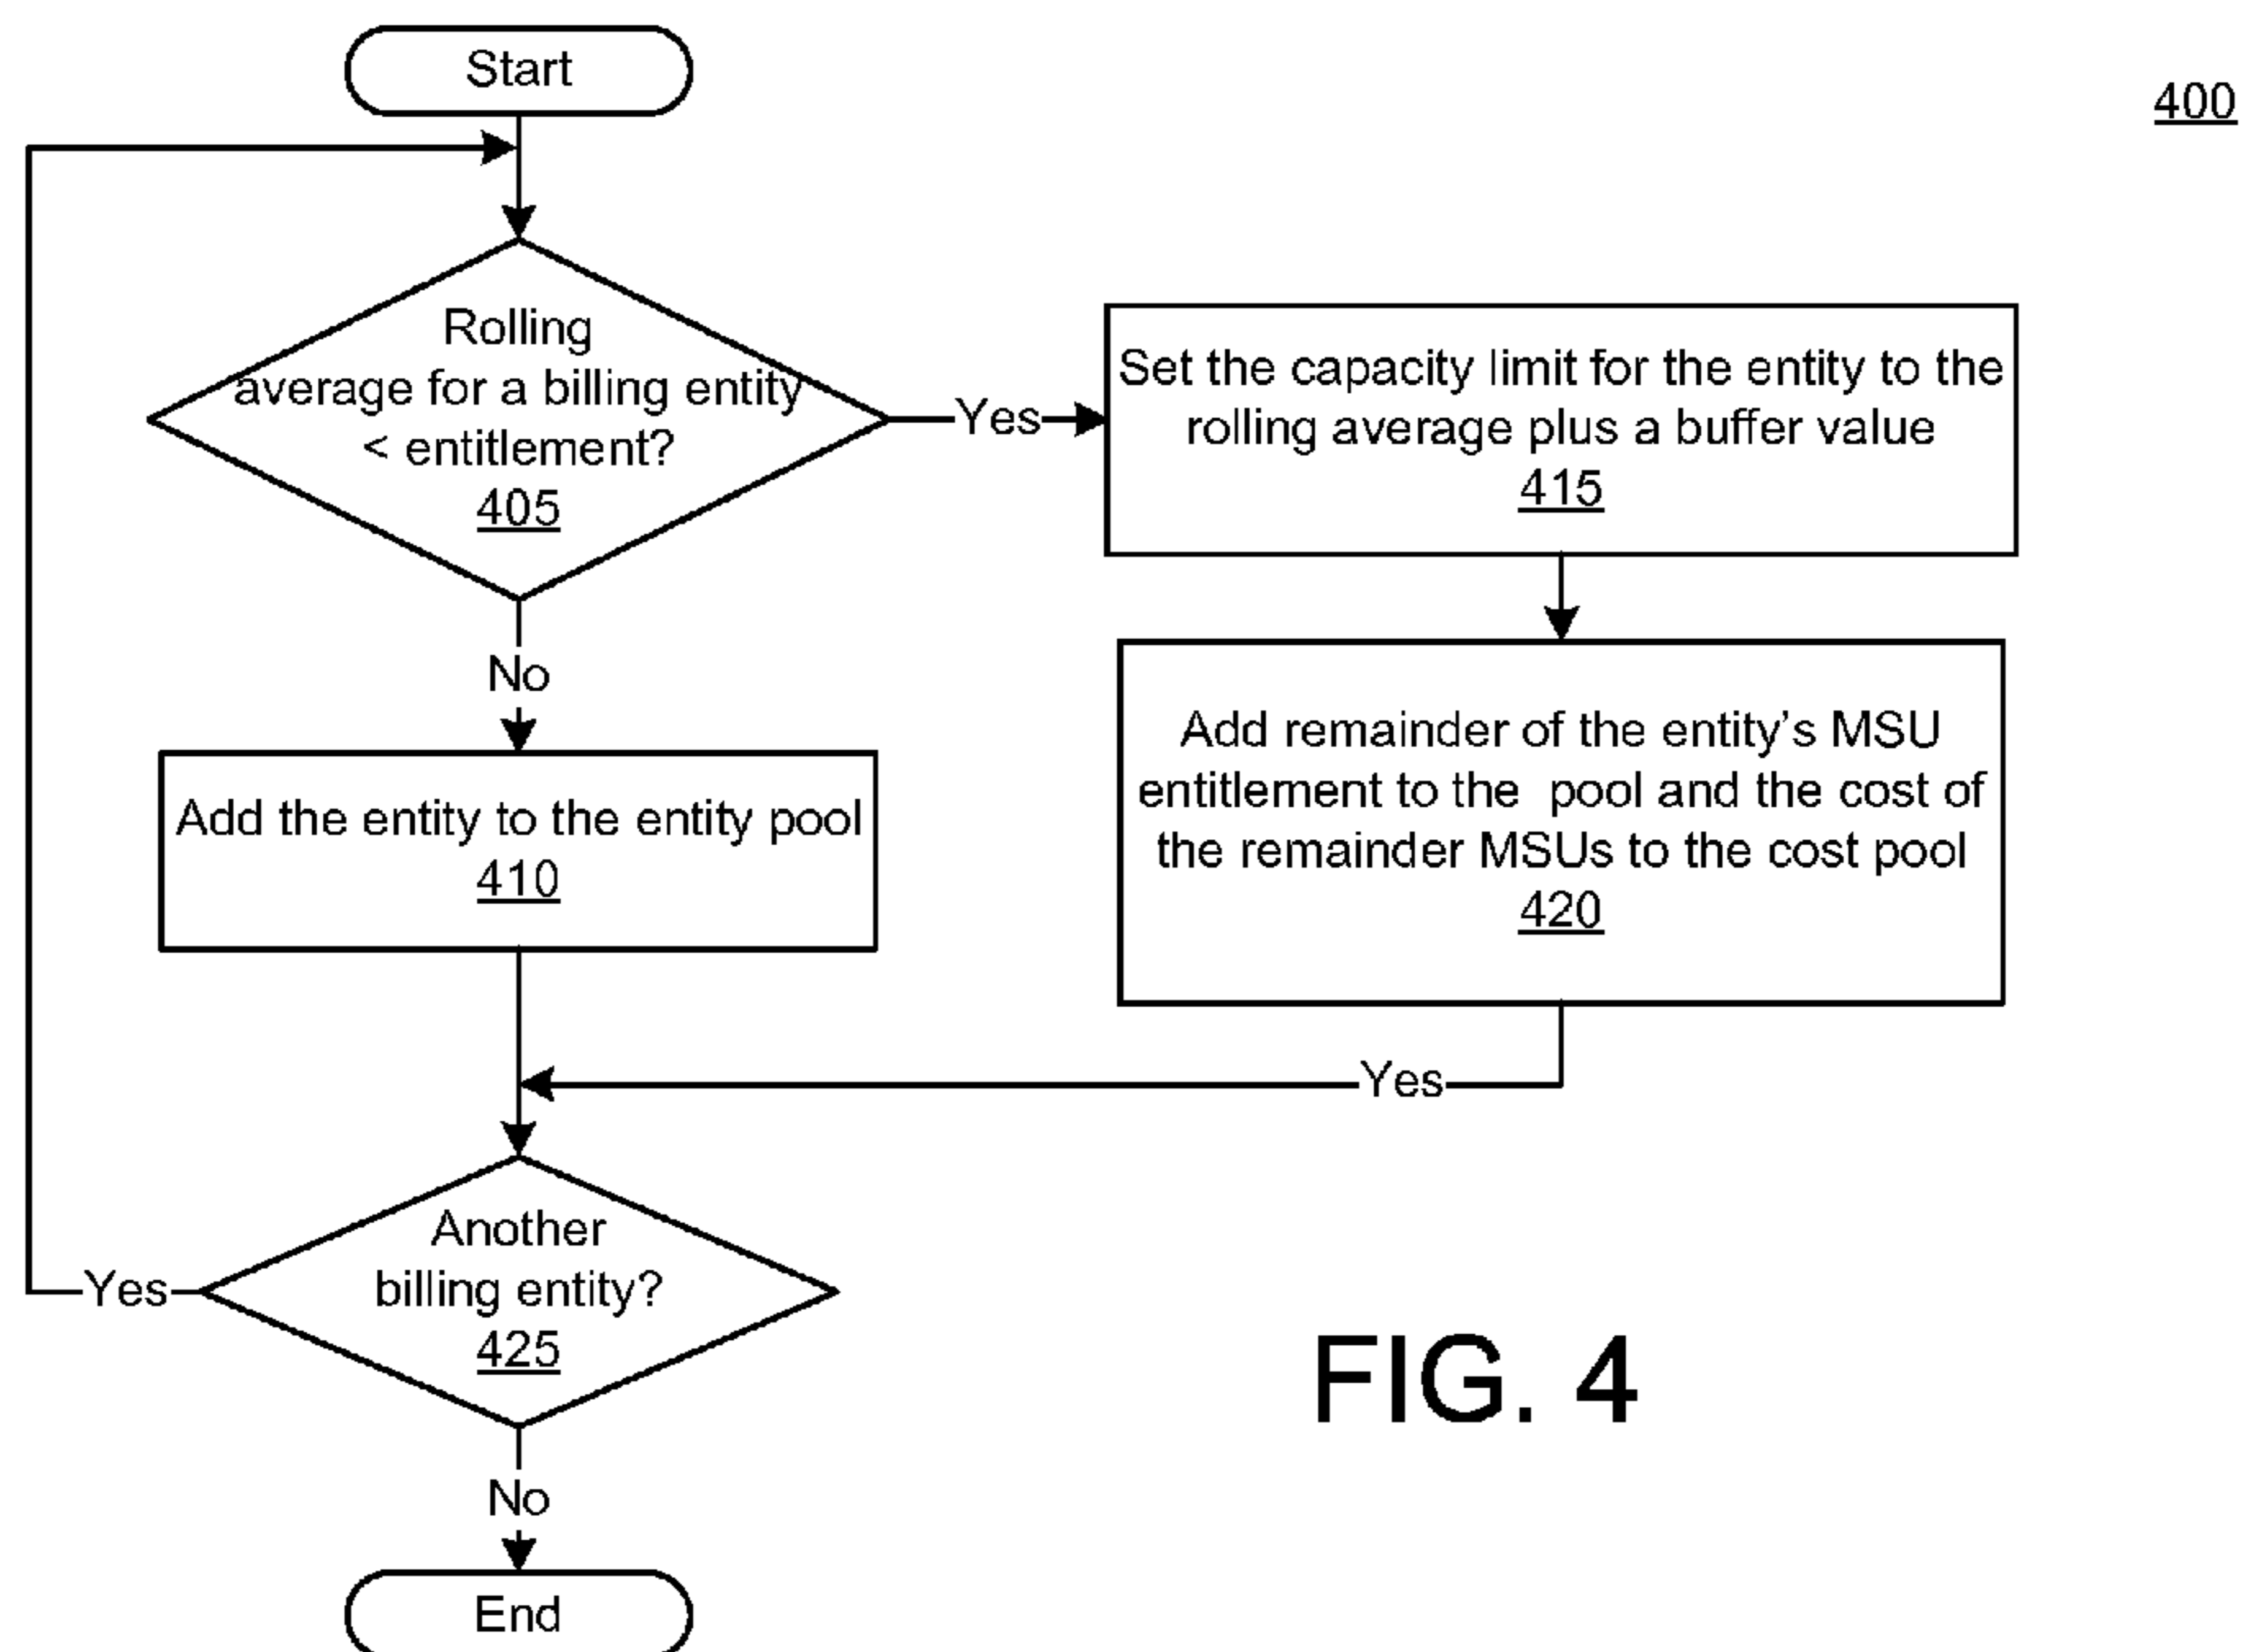 Start
400
Rolling
average for a billing entity
< entitlement?
405
Yes
Set the capacity limit for the entity to the
rolling average plus a buffer value
415
No
Add the entity to the entity pool
410
Add remainder of the entity's MSU
entitlement to the pool and the cost of
the remainder MSUs to the cost pool
420
Yes
Another
billing entity?
425
Yes
No
End
FIG. 4